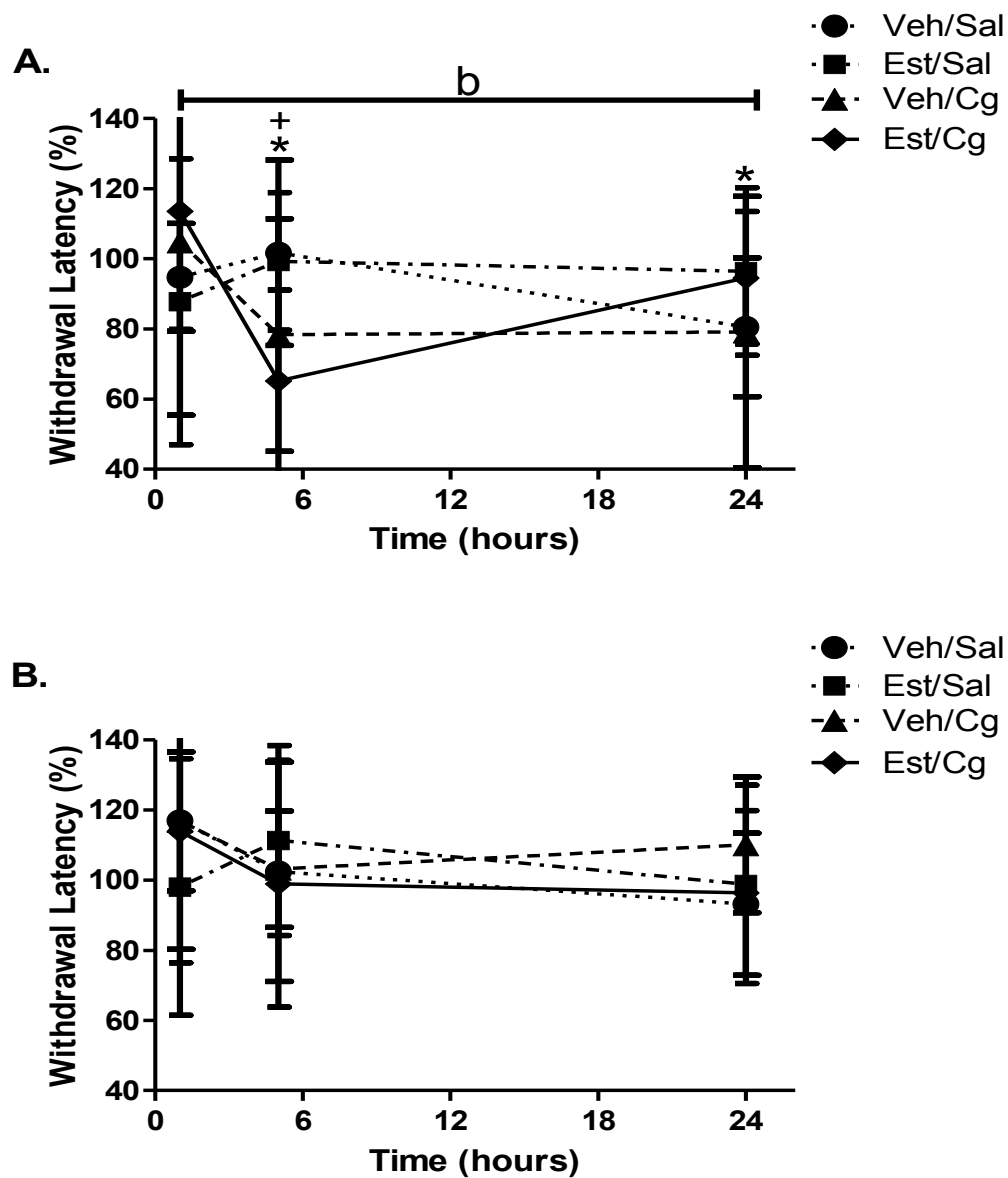 A.
Veh/Sal
Est/Sal
Veh/Cg
Est/Cg
b
+
*
*
Withdrawal Latency (%)
140
120
100
80
60
40
0 6 12 18 24
Time (hours)
B.
Veh/Sal
Est/Sal
Veh/Cg
Est/Cg
Withdrawal Latency (%)
140
120
100
80
60
40
0 6 12 18 24
Time (hours)